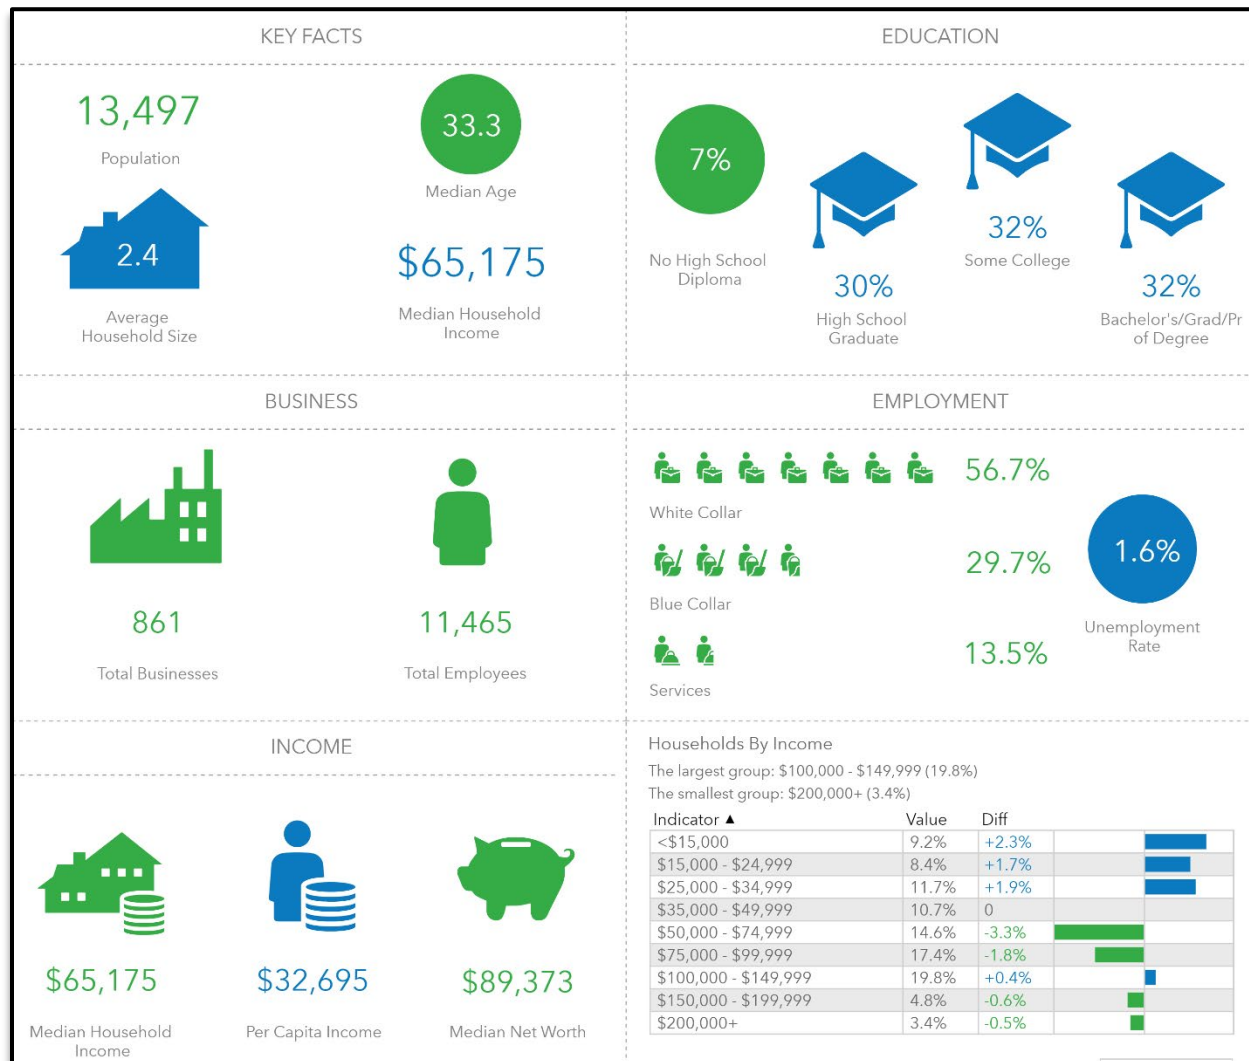 KEY FACTS
13,497
Population
33.3
Median Age
2.4
Average
Household Size
$65,175
Median Household
Income
EDUCATION
7%
No High School
Diploma
30%
High School
Graduate
32%
Some College
32%
Bachelor's/Grad/Pr
of Degree
BUSINESS
861
Total Businesses
11,465
Total Employees
EMPLOYMENT
56.7%
White Collar
29.7%
Blue Collar
13.5%
Services
1.6%
Unemployment
Rate
INCOME
$65,175
Median Household
Income
$32,695
Per Capita Income
$89,373
Median Net Worth
Households By Income
The largest group: $100,000 - $149,999 (19.8%)
The smallest group: $200,000+ (3.4%)
Indicator ▲ Value Diff
<$15,000 9.2% +2.3%
$15,000 - $24,999 8.4% +1.7%
$25,000 - $34,999 11.7% +1.9%
$35,000 - $49,999 10.7% 0
$50,000 - $74,999 14.6% -3.3%
$75,000 - $99,999 17.4% -1.8%
$100,000 - $149,999 19.8% +0.4%
$150,000 - $199,999 4.8% -0.6%
$200,000+ 3.4% -0.5%